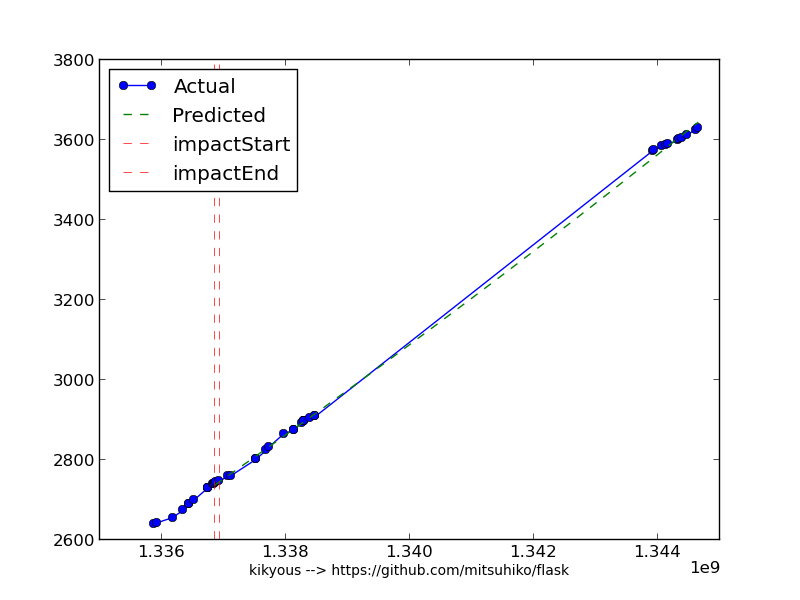 3800
3600
3400
3200
3000
2800
2600
Actual
Predicted
impactStart
impactEnd
1.336
1.338
1.340
1.342
1.344
1e9
kikyous --> https://github.com/mitsuhiko/flask